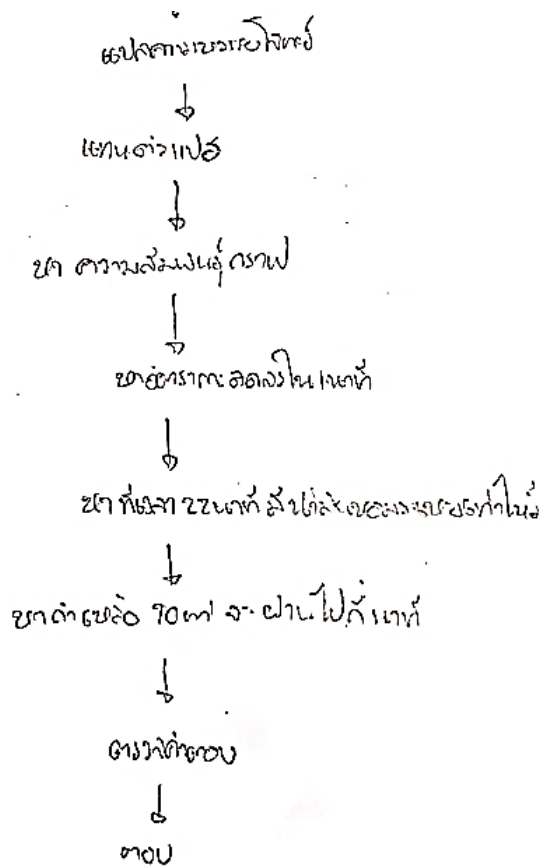 แปลความหมายโจทย์
↓
แทนตัวแปร
↓
หา ความสัมพันธ์ กราฟ
↓
หาอัตราการลดลงใน 1 นาที
↓
หา ที่เวลา 22 นาที
↓
หาถ้าเหลือ 90 จะ ผ่านไปกี่ นาที
↓
ตรวจคำตอบ
↓
ตอบ